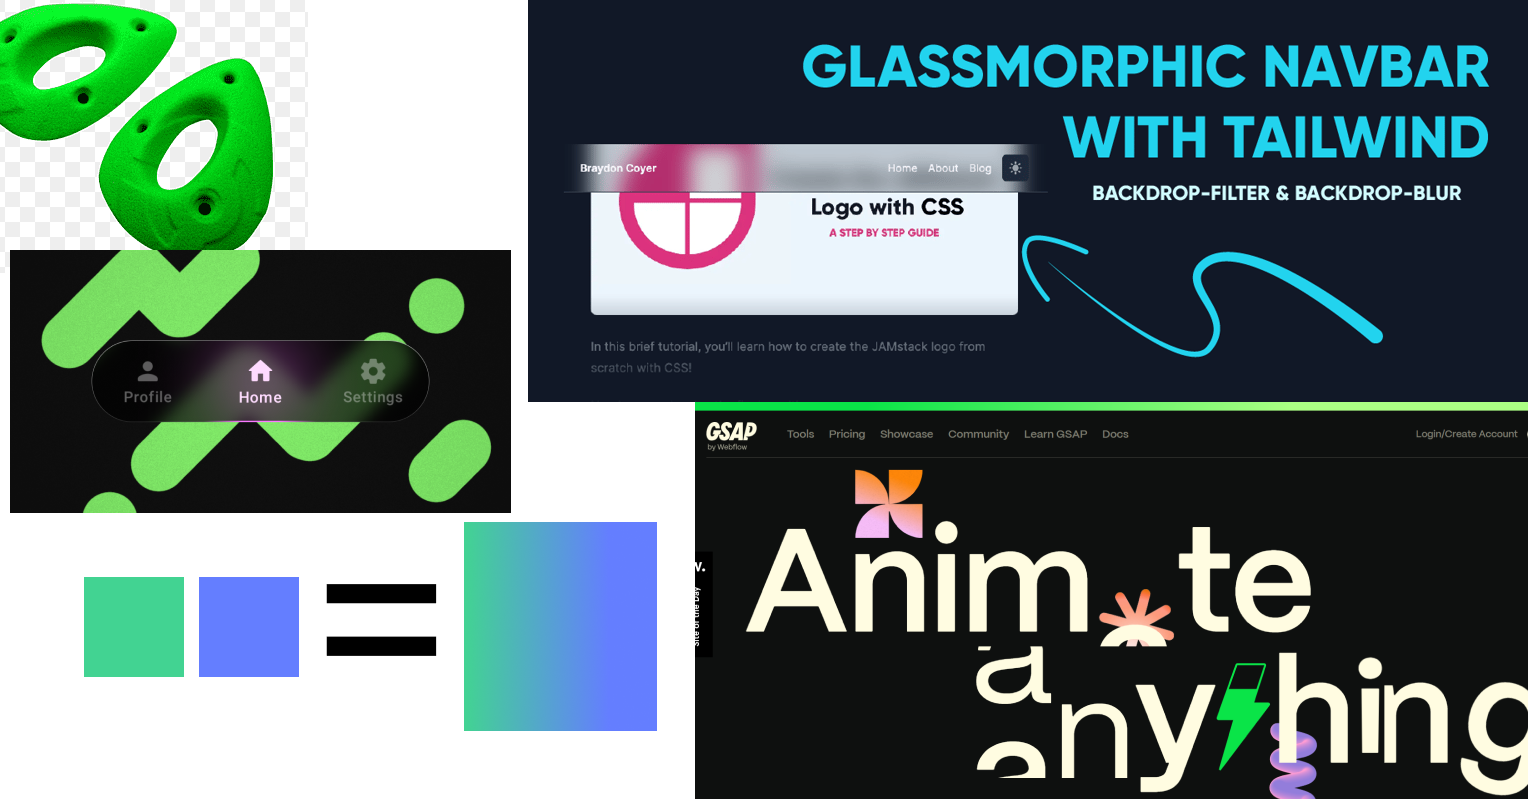 GLASSMORPHIC NAVBAR
WITH TAILWIND
BACKDROP-FILTER & BACKDROP-BLUR
Braydon Coyer
Home About Blog
Logo with CSS
A STEP BY STEP GUIDE
In this brief tutorial, you'll learn how to create the JAMstack logo from
scratch with CSS!
Profile Home Settings
GSAP
by Webflow
Tools Pricing Showcase Community Learn GSAP Docs
Login/Create Account
W.
Site of the Day
Animate
anything